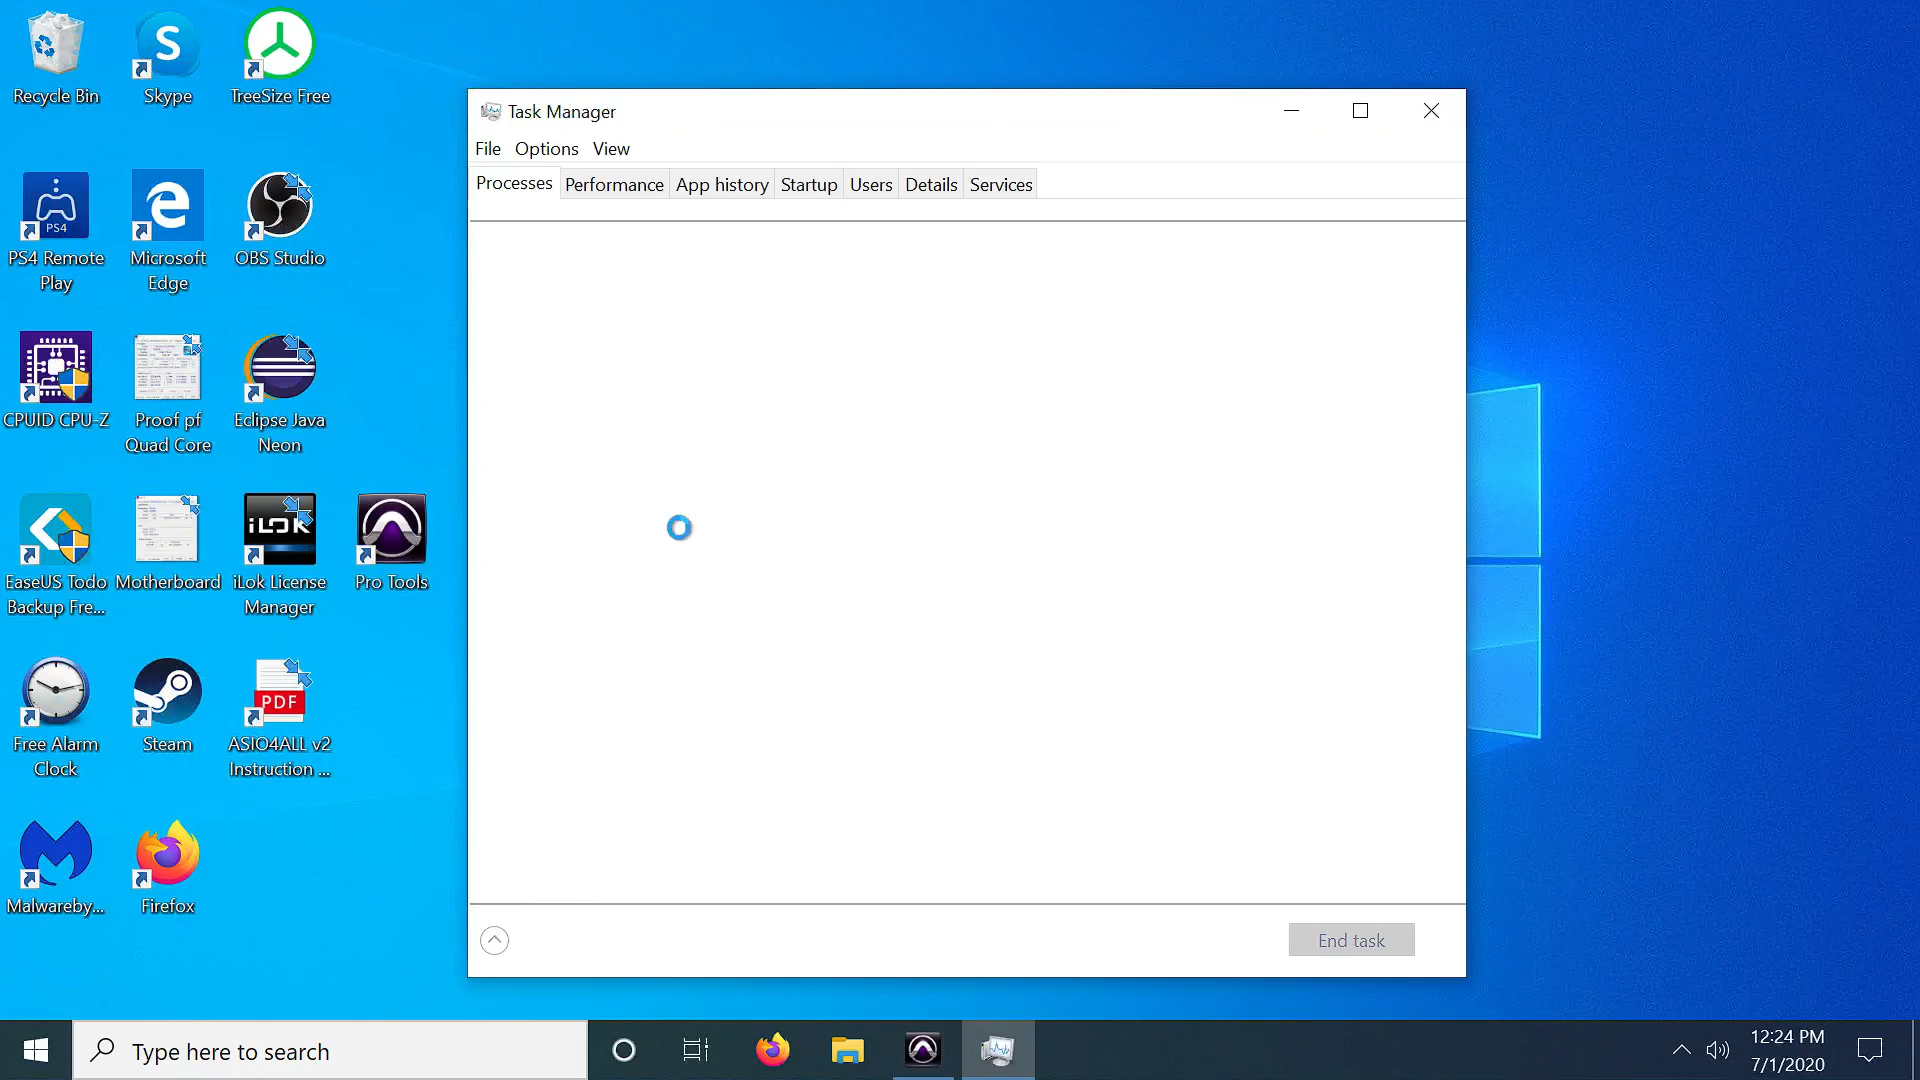 Recycle Bin
Skype
TreeSize Free
PS4
PS4 Remote
Play
Microsoft
Edge
OBS Studio
CPUID CPU-Z
Proof pf
Quad Core
Eclipse Java
Neon
EaseUS Todo
Backup Fre...
Motherboard
iLOK
iLok License
Manager
Pro Tools
Free Alarm
Clock
Steam
PDF
ASIO4ALL v2
Instruction ...
Malwareby...
Firefox
Task Manager
File Options View
Processes Performance App history Startup Users Details Services
End task
Type here to search
12:24 PM
7/1/2020